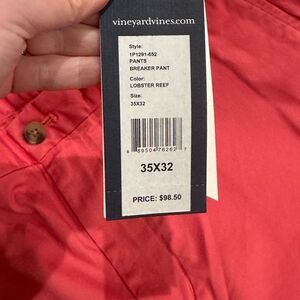 vineyardvines.com
Style:
1P1291-652
PANTS
BREAKER PANT
Color:
LOBSTER REEF
Size:
35X32
35X32
PRICE: $98.50